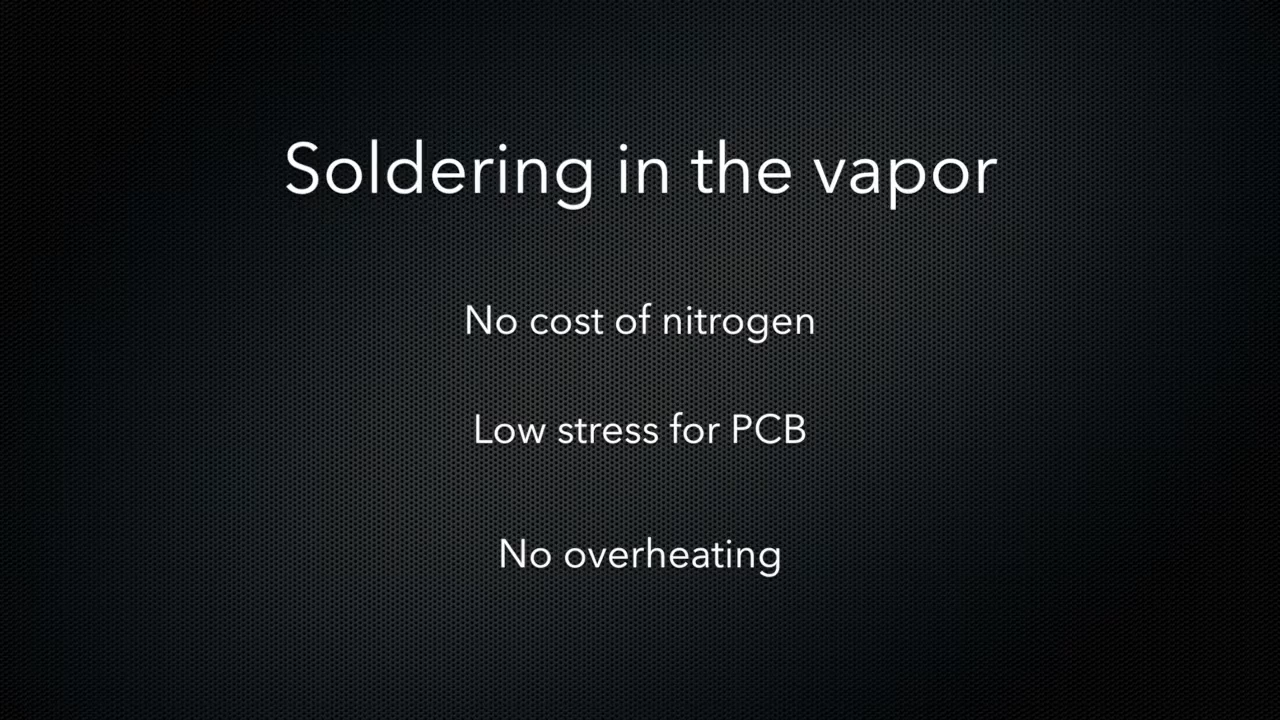 Soldering in the vapor
No cost of nitrogen
Low stress for PCB
No overheating